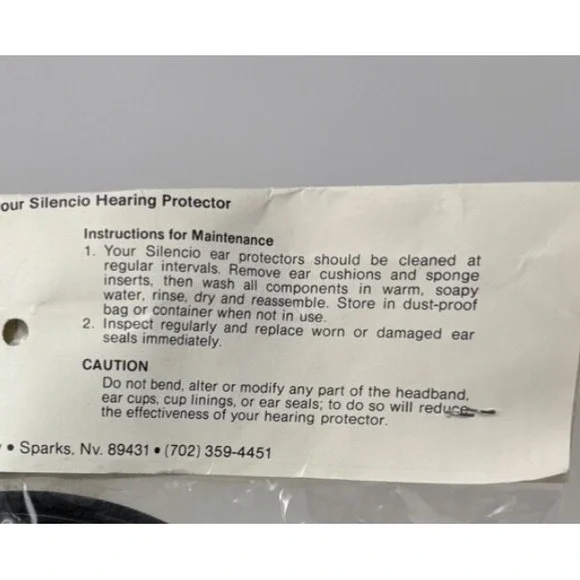 our Silencio Hearing Protector
Instructions for Maintenance
1. Your Silencio ear protectors should be cleaned at
regular intervals. Remove ear cushions and sponge
inserts, then wash all components in warm, soapy
water, rinse, dry and reassemble. Store in dust-proof
bag or container when not in use.
2. Inspect regularly and replace worn or damaged ear
seals immediately.
CAUTION
Do not bend, alter or modify any part of the headband,
ear cups, cup linings, or ear seals; to do so will reduce
the effectiveness of your hearing protector.
• Sparks, Nv. 89431 • (702) 359-4451